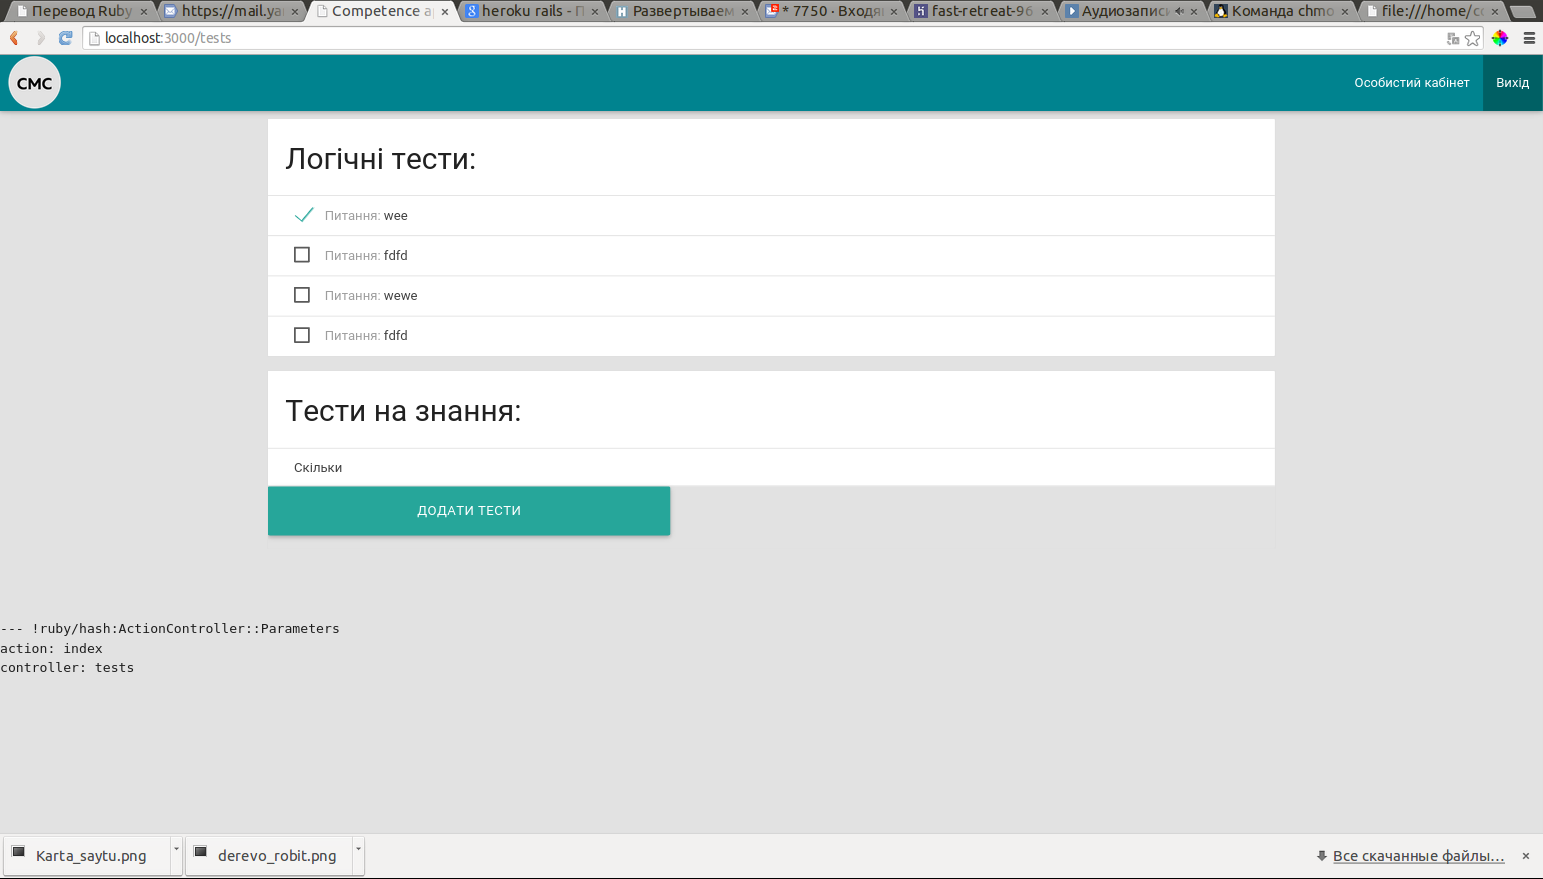 Перевод Ruby
https://mail.ya
Competence a
heroku rails - П
Развертываем
* 7750 · Входя
fast-retreat-96
Аудиозаписи
Команда chmo
file:///home/co
localhost:3000/tests
CMC
Особистий кабінет
Вихід
Логічні тести:
Питання: wee
Питання: fdfd
Питання: wewe
Питання: fdfd
Тести на знання:
Скільки
ДОДАТИ ТЕСТИ
--- !ruby/hash:ActionController::Parameters
action: index
controller: tests
Karta_saytu.png
derevo_robit.png
Все скачанные файлы...